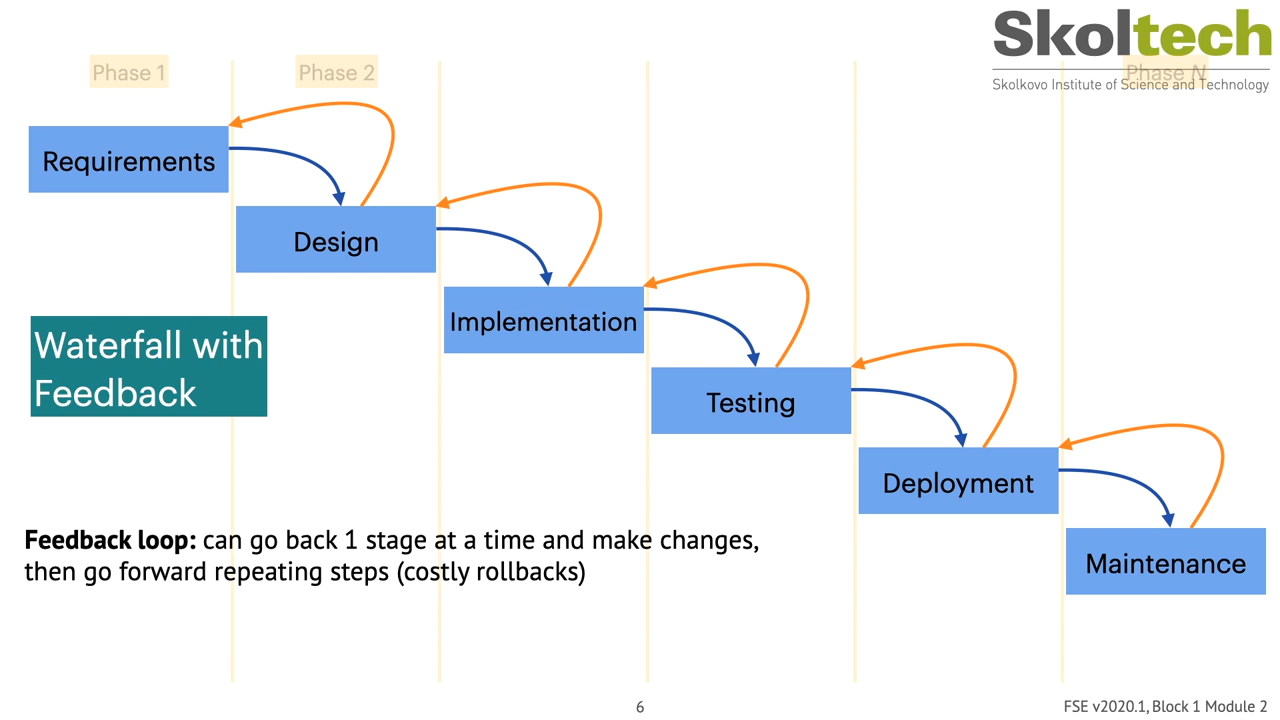 Skoltech
Skolkovo Institute of Science and Technology
Phase 1
Phase 2
Phase N
Requirements
Design
Implementation
Waterfall with
Feedback
Testing
Deployment
Feedback loop: can go back 1 stage at a time and make changes,
then go forward repeating steps (costly rollbacks)
Maintenance
6
FSE v2020.1, Block 1 Module 2